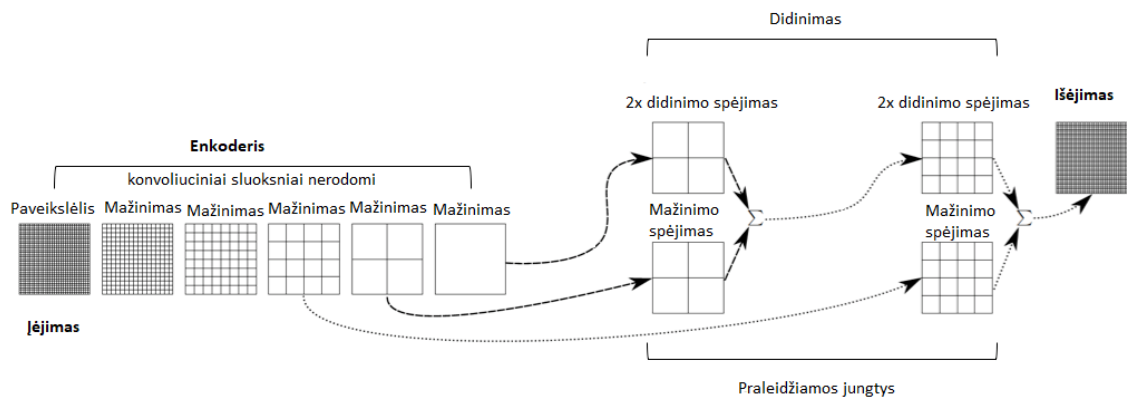 Didinimas
2x didinimo spėjimas
2x didinimo spėjimas
Išėjimas
Enkoderis
konvoliuciniai sluoksniai nerodomi
Paveikslėlis
Mažinimas
Mažinimas
Mažinimas
Mažinimas
Mažinimas
Mažinimo
spėjimas
Σ
Mažinimo
spėjimas
Σ
Įėjimas
Praleidžiamos jungtys